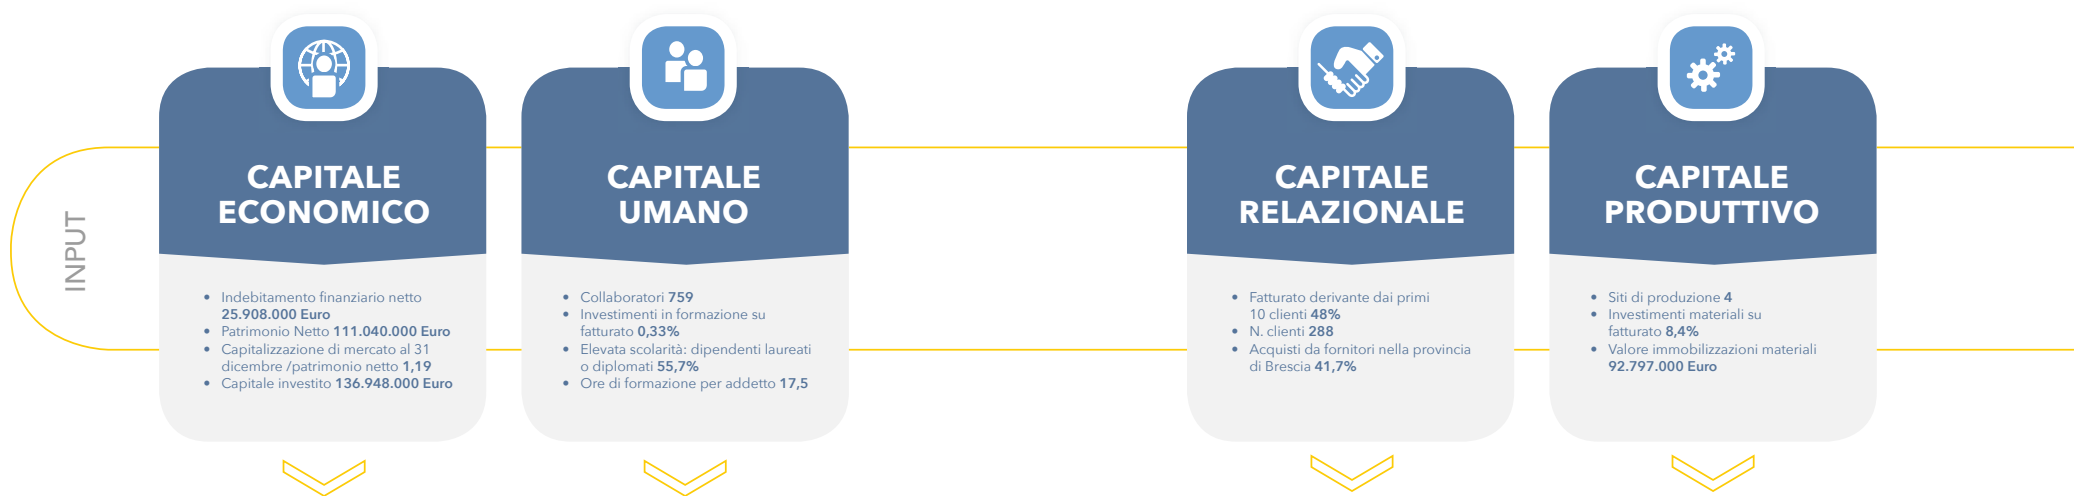 INPUT
CAPITALE
ECONOMICO
• Indebitamento finanziario netto
25.908.000 Euro
• Patrimonio Netto 111.040.000 Euro
• Capitalizzazione di mercato al 31
dicembre /patrimonio netto 1,19
• Capitale investito 136.948.000 Euro
CAPITALE
UMANO
• Collaboratori 759
• Investimenti in formazione su
fatturato 0,33%
• Elevata scolarità: dipendenti laureati
o diplomati 55,7%
• Ore di formazione per addetto 17,5
CAPITALE
RELAZIONALE
• Fatturato derivante dai primi
10 clienti 48%
• N. clienti 288
• Acquisti da fornitori nella provincia
di Brescia 41,7%
CAPITALE
PRODUTTIVO
• Siti di produzione 4
• Investimenti materiali su
fatturato 8,4%
• Valore immobilizzazioni materiali
92.797.000 Euro